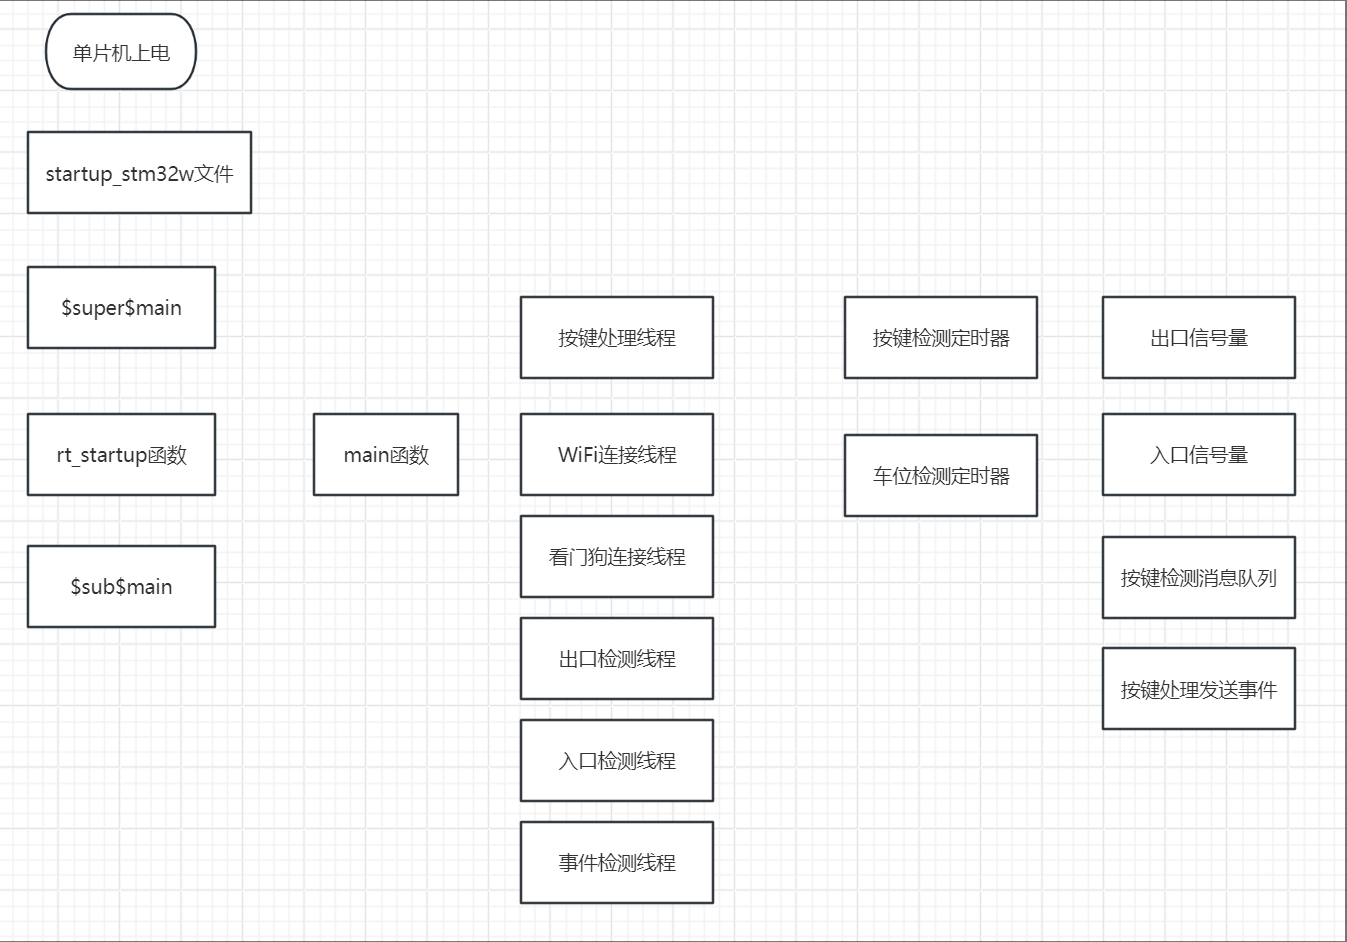 单片机上电
startup_stm32w文件
$super$main
rt_startup函数
$sub$main
main函数
按键处理线程
WiFi连接线程
看门狗连接线程
出口检测线程
入口检测线程
事件检测线程
按键检测定时器
车位检测定时器
出口信号量
入口信号量
按键检测消息队列
按键处理发送事件